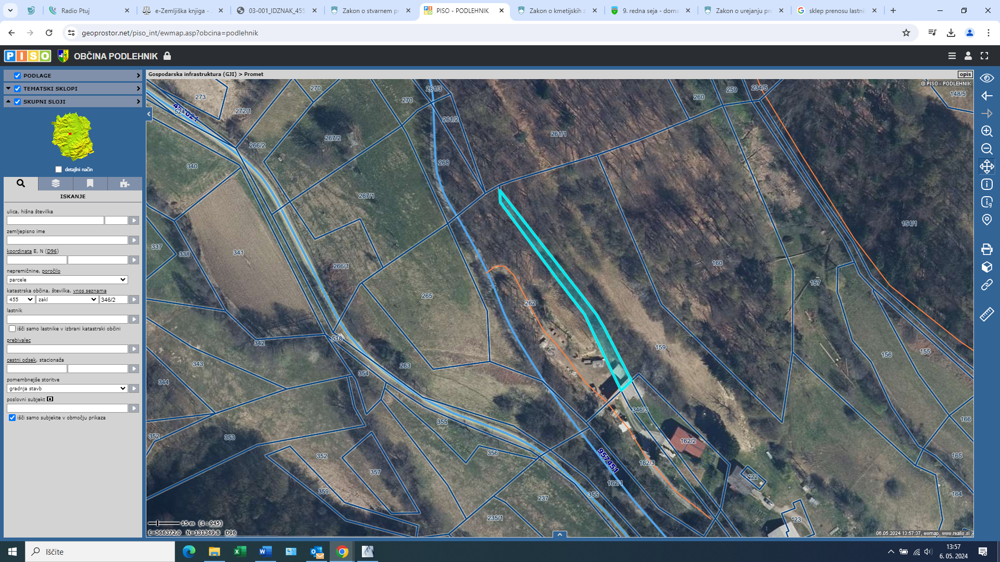 Radio Ptuj
e-Zemljiška knjiga -
03-001_IDZNAK_455
Zakon o stvarnem p
PISO - PODLEHNIK
Zakon o kmetijskih z
9. redna seja - dorna
Zakon o urejanju pro
sklep prenosu lastni
geoprostor.net/piso_int/ewmap.asp?obcina=podlehnik
PISO OBČINA PODLEHNIK
PODLAGE
TEMATSKI SKLOPI
SKUPNI SLOJI
detajlni način
ISKANJE
ulica, hišna številka
zemljepisno ime
koordinata E, N (D96)
nepremičnine, poročilo
parcele
katastrska občina, številka, vnos seznama
455 zakl 346/2
lastnik
išči samo lastnike v izbrani katastrski občini
prebivalec
cestni odsek, stacionaža
pomembnejše storitve
gradnja stavb
poslovni subjekt
išči samo subjekte v območju prikaza
Gospodarska infrastruktura (GJI) > Promet
opis
© PISO - PODLEHNIK
273
270
270
261/3
260
259
234/5
148/5
272/1
261/2
261/1
266/2
267/2
340
268
267/1
154/1
337
338
341
266/1
160
157
265
262
342
518
159
343
263
354
156
155
344
346/3
355
166
352
353
162/2
356
352
165
357
162/3
*22
957451
162/1
359
355
237
164
235/1
*23
15 m (1 : 945)
E=566372.0 N=131349.8 D96
06.05.2024 13:57:37, ewmap, www.realis.si
Iščite
13:57
6. 05. 2024